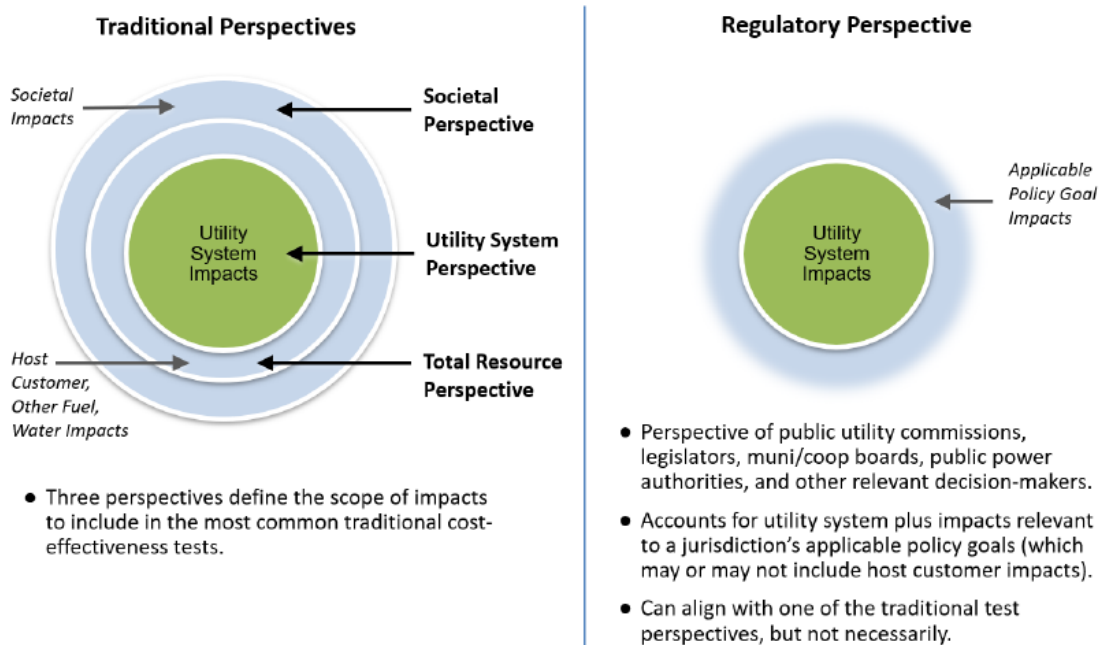 Traditional Perspectives
Societal
Impacts
Societal
Perspective
Utility
System
Impacts
Utility System
Perspective
Host
Customer,
Other Fuel,
Water Impacts
Total Resource
Perspective
● Three perspectives define the scope of impacts
to include in the most common traditional cost-
effectiveness tests.
Regulatory Perspective
Applicable
Policy Goal
Impacts
Utility
System
Impacts
● Perspective of public utility commissions,
legislators, muni/coop boards, public power
authorities, and other relevant decision-makers.
● Accounts for utility system plus impacts relevant
to a jurisdiction's applicable policy goals (which
may or may not include host customer impacts).
● Can align with one of the traditional test
perspectives, but not necessarily.